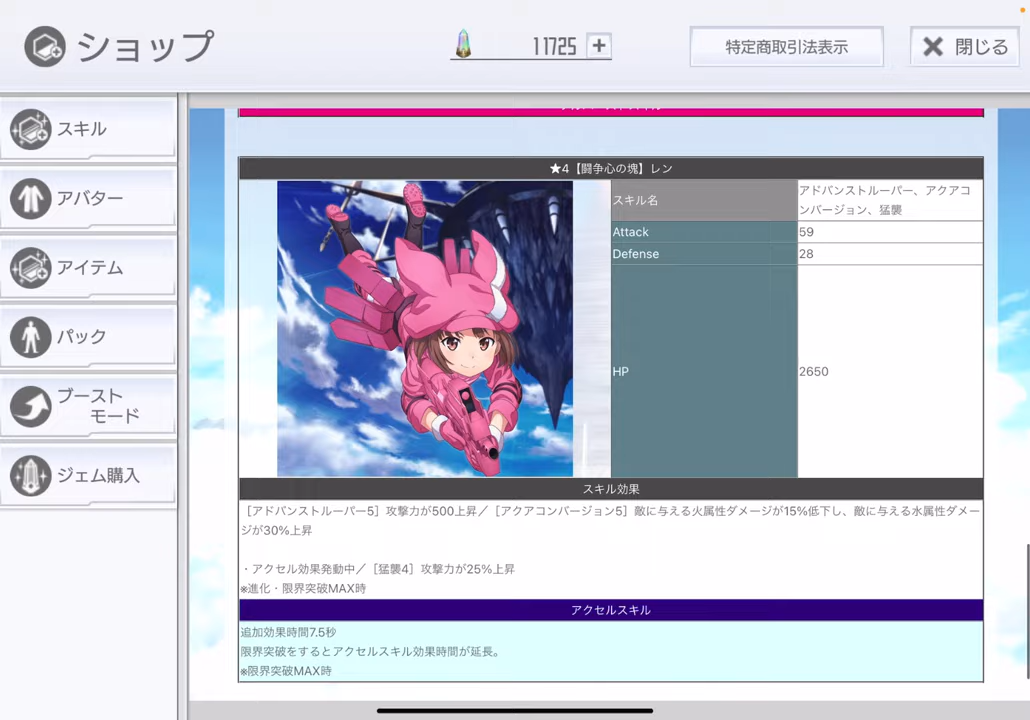 ショップ
11725
特定商取引法表示
閉じる
スキル
アバター
アイテム
パック
ブースト
モード
ジェム購入
★4【闘争心の塊】レン
スキル名
アドバンストルーパー、アクアコ
ンバージョン、猛襲
Attack
59
Defense
28
HP
2650
スキル効果
［アドバンストルーパー5］攻撃力が500上昇／［アクアコンバージョン5］敵に与える火属性ダメージが15%低下し、敵に与える水属性ダメー
ジが30%上昇
・アクセル効果発動中／［猛襲4］攻撃力が25%上昇
※進化・限界突破MAX時
アクセルスキル
追加効果時間7.5秒
限界突破をするとアクセルスキル効果時間が延長。
※限界突破MAX時